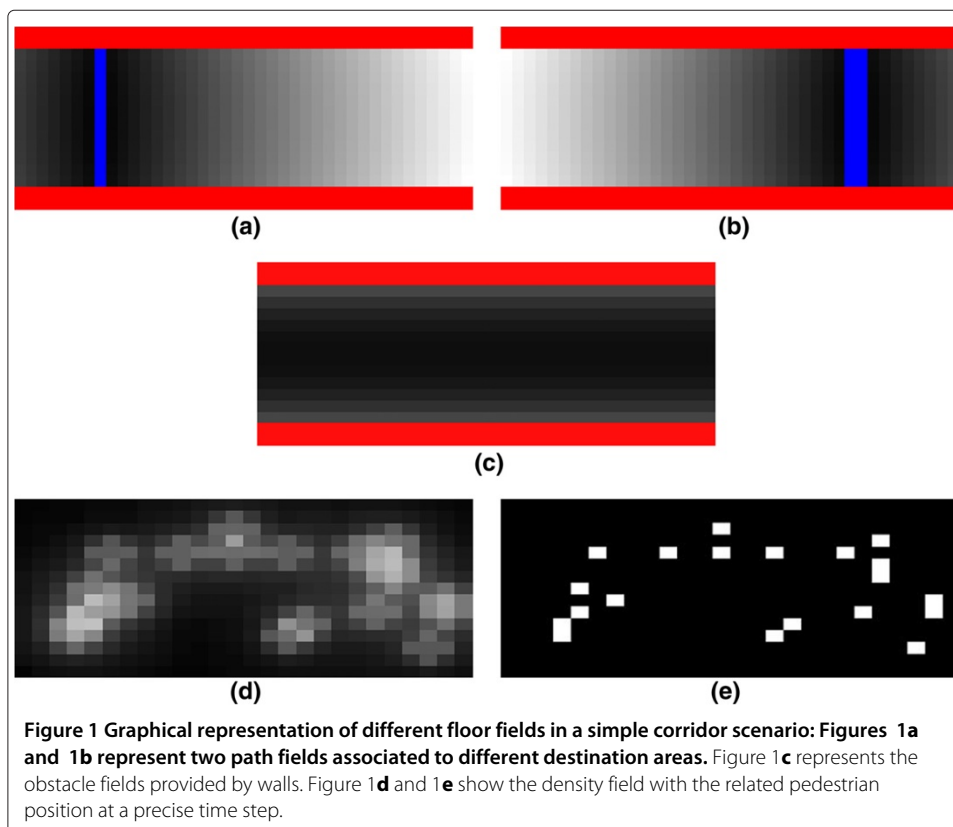 (a)
(b)
(c)
(d)
(e)
Figure 1 Graphical representation of different floor fields in a simple corridor scenario: Figures 1a
and 1b represent two path fields associated to different destination areas. Figure 1c represents the
obstacle fields provided by walls. Figure 1d and 1e show the density field with the related pedestrian
position at a precise time step.